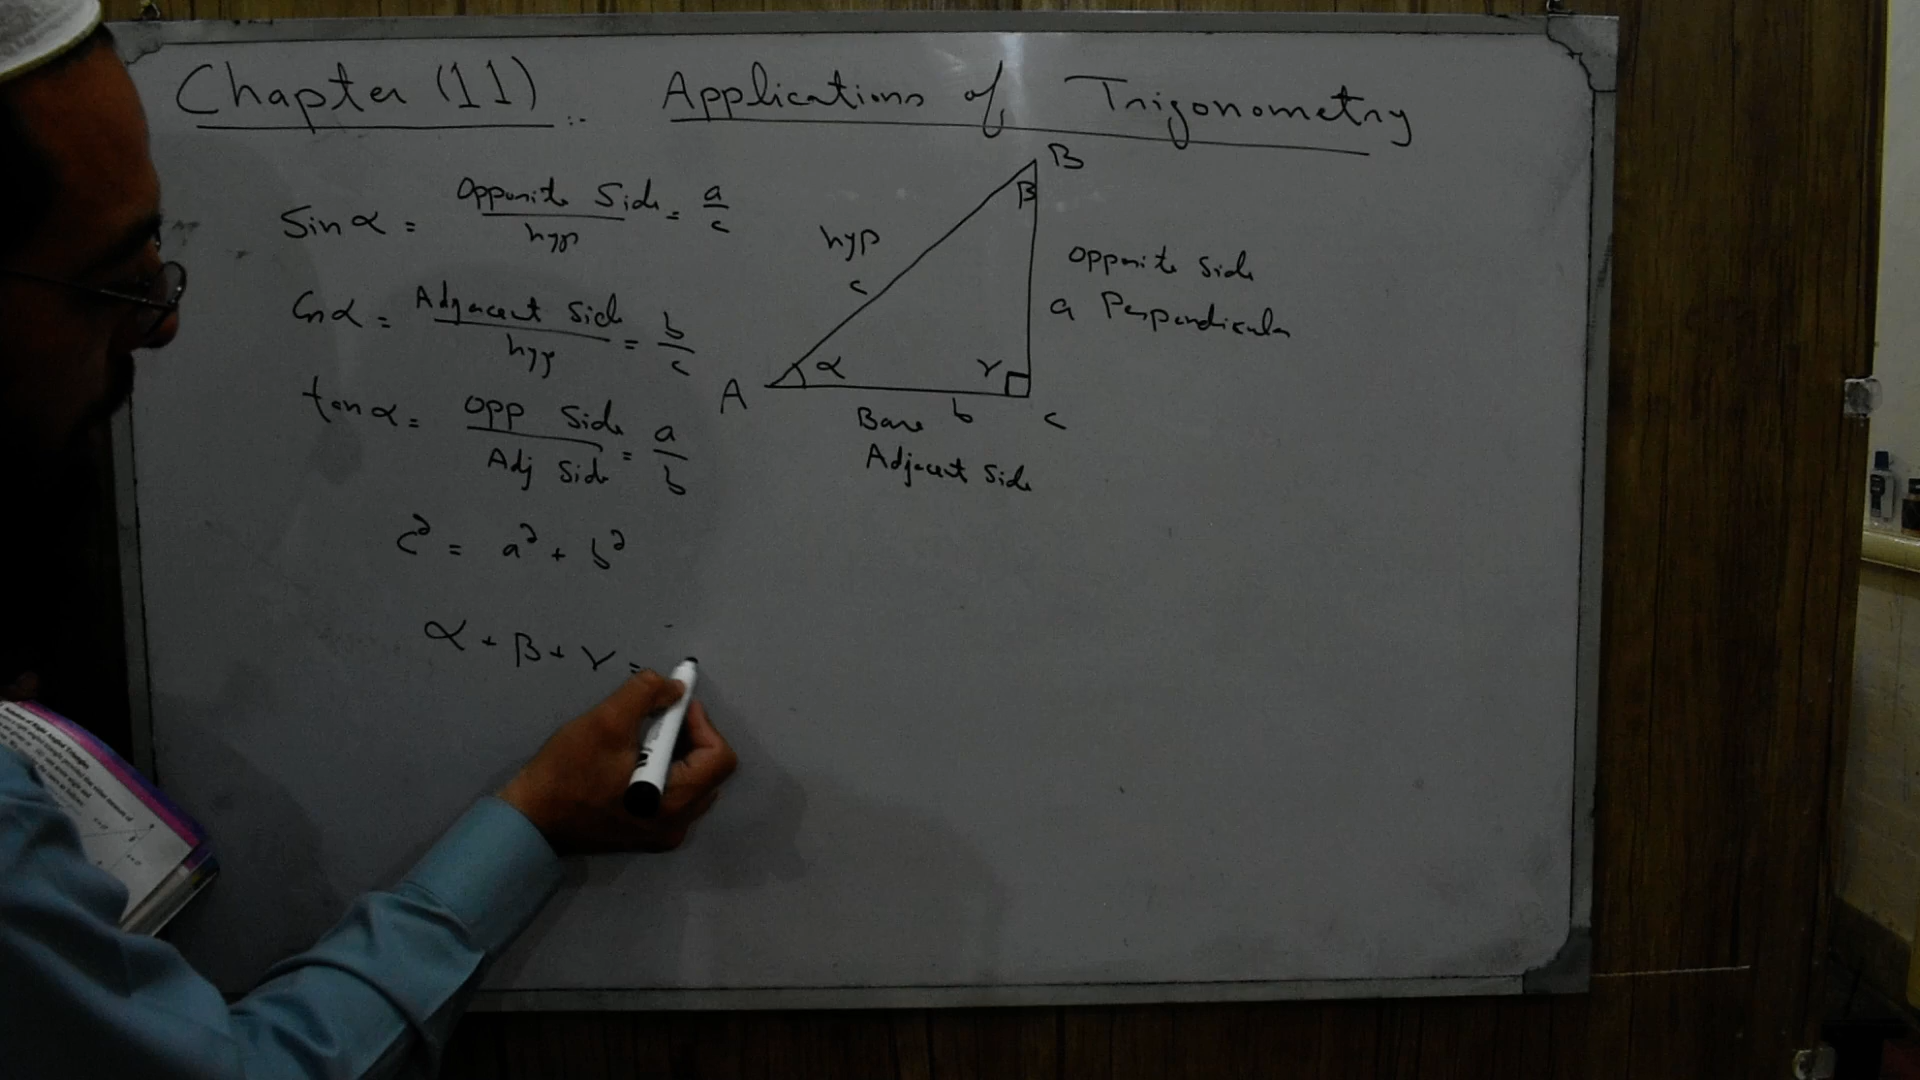 Chapter (11) :- Applications of Trigonometry
Sin α = Opposite Side / hyp = a / c
Cos α = Adjacent Side / hyp = b / c
tan α = Opp Side / Adj Side = a / b
c² = a² + b²
α + β + γ =
B
β
hyp
c
Opposite Side
a Perpendicular
A
α
γ
C
Base b
Adjacent Side